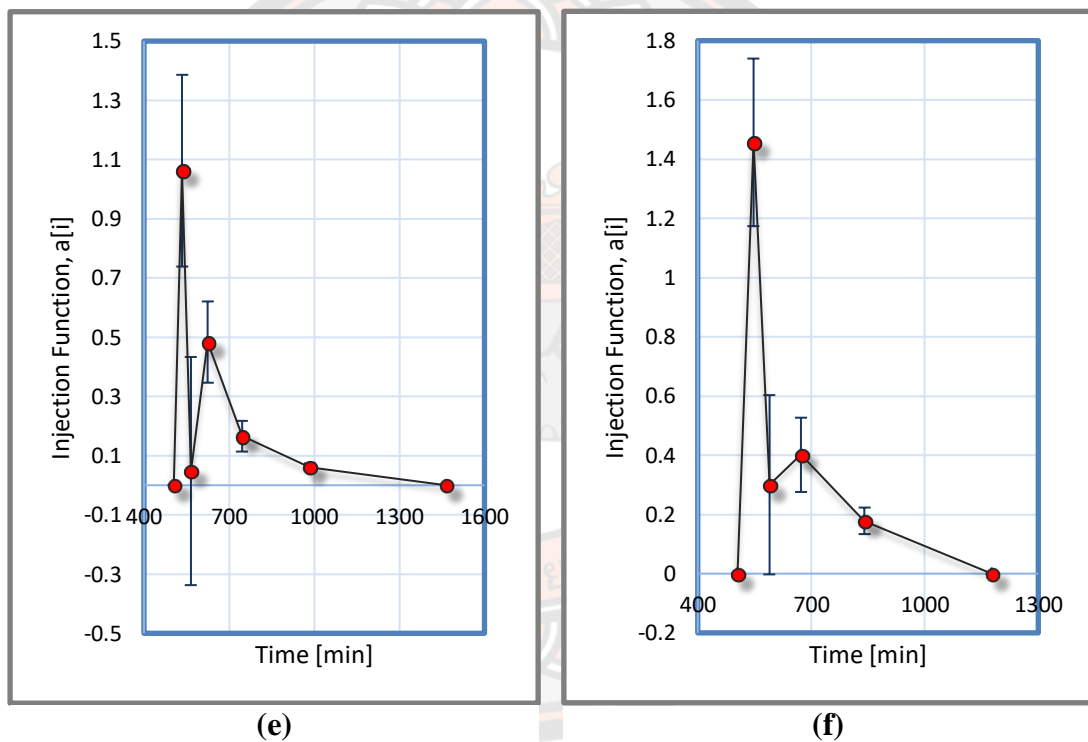 1.5
1.3
1.1
0.9
0.7
0.5
0.3
0.1
-0.1
-0.3
-0.5
400 700 1000 1300 1600
Injection Function, a[i]
Time [min]
(e)
1.8
1.6
1.4
1.2
1
0.8
0.6
0.4
0.2
0
-0.2
400 700 1000 1300
Injection Function, a[i]
Time [min]
(f)